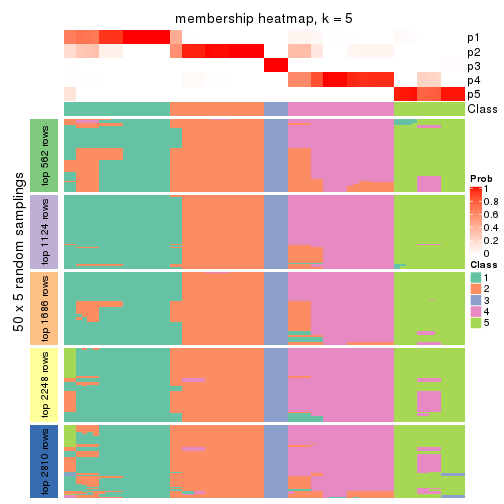 membership heatmap, k = 5
p1
p2
p3
p4
p5
Class
50 x 5 random samplings
top 562 rows
top 1124 rows
top 1686 rows
top 2248 rows
top 2810 rows
Prob
1
0.8
0.6
0.4
0.2
0
Class
1
2
3
4
5